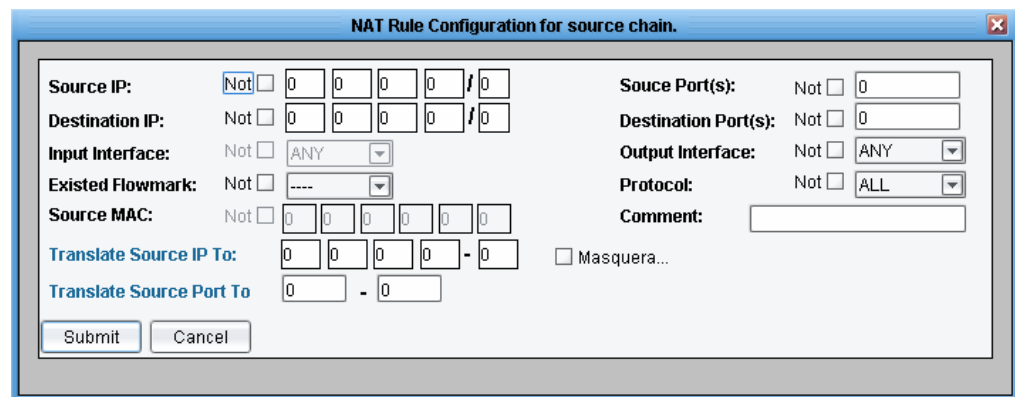 NAT Rule Configuration for source chain.
Source IP: Not 0 0 0 0 / 0 Souce Port(s): Not 0
Destination IP: Not 0 0 0 0 / 0 Destination Port(s): Not 0
Input Interface: Not ANY Output Interface: Not ANY
Existed Flowmark: Not ---- Protocol: Not ALL
Source MAC: Not 0 0 0 0 0 0 Comment:
Translate Source IP To: 0 0 0 0 - 0 Masquera...
Translate Source Port To 0 - 0
Submit Cancel